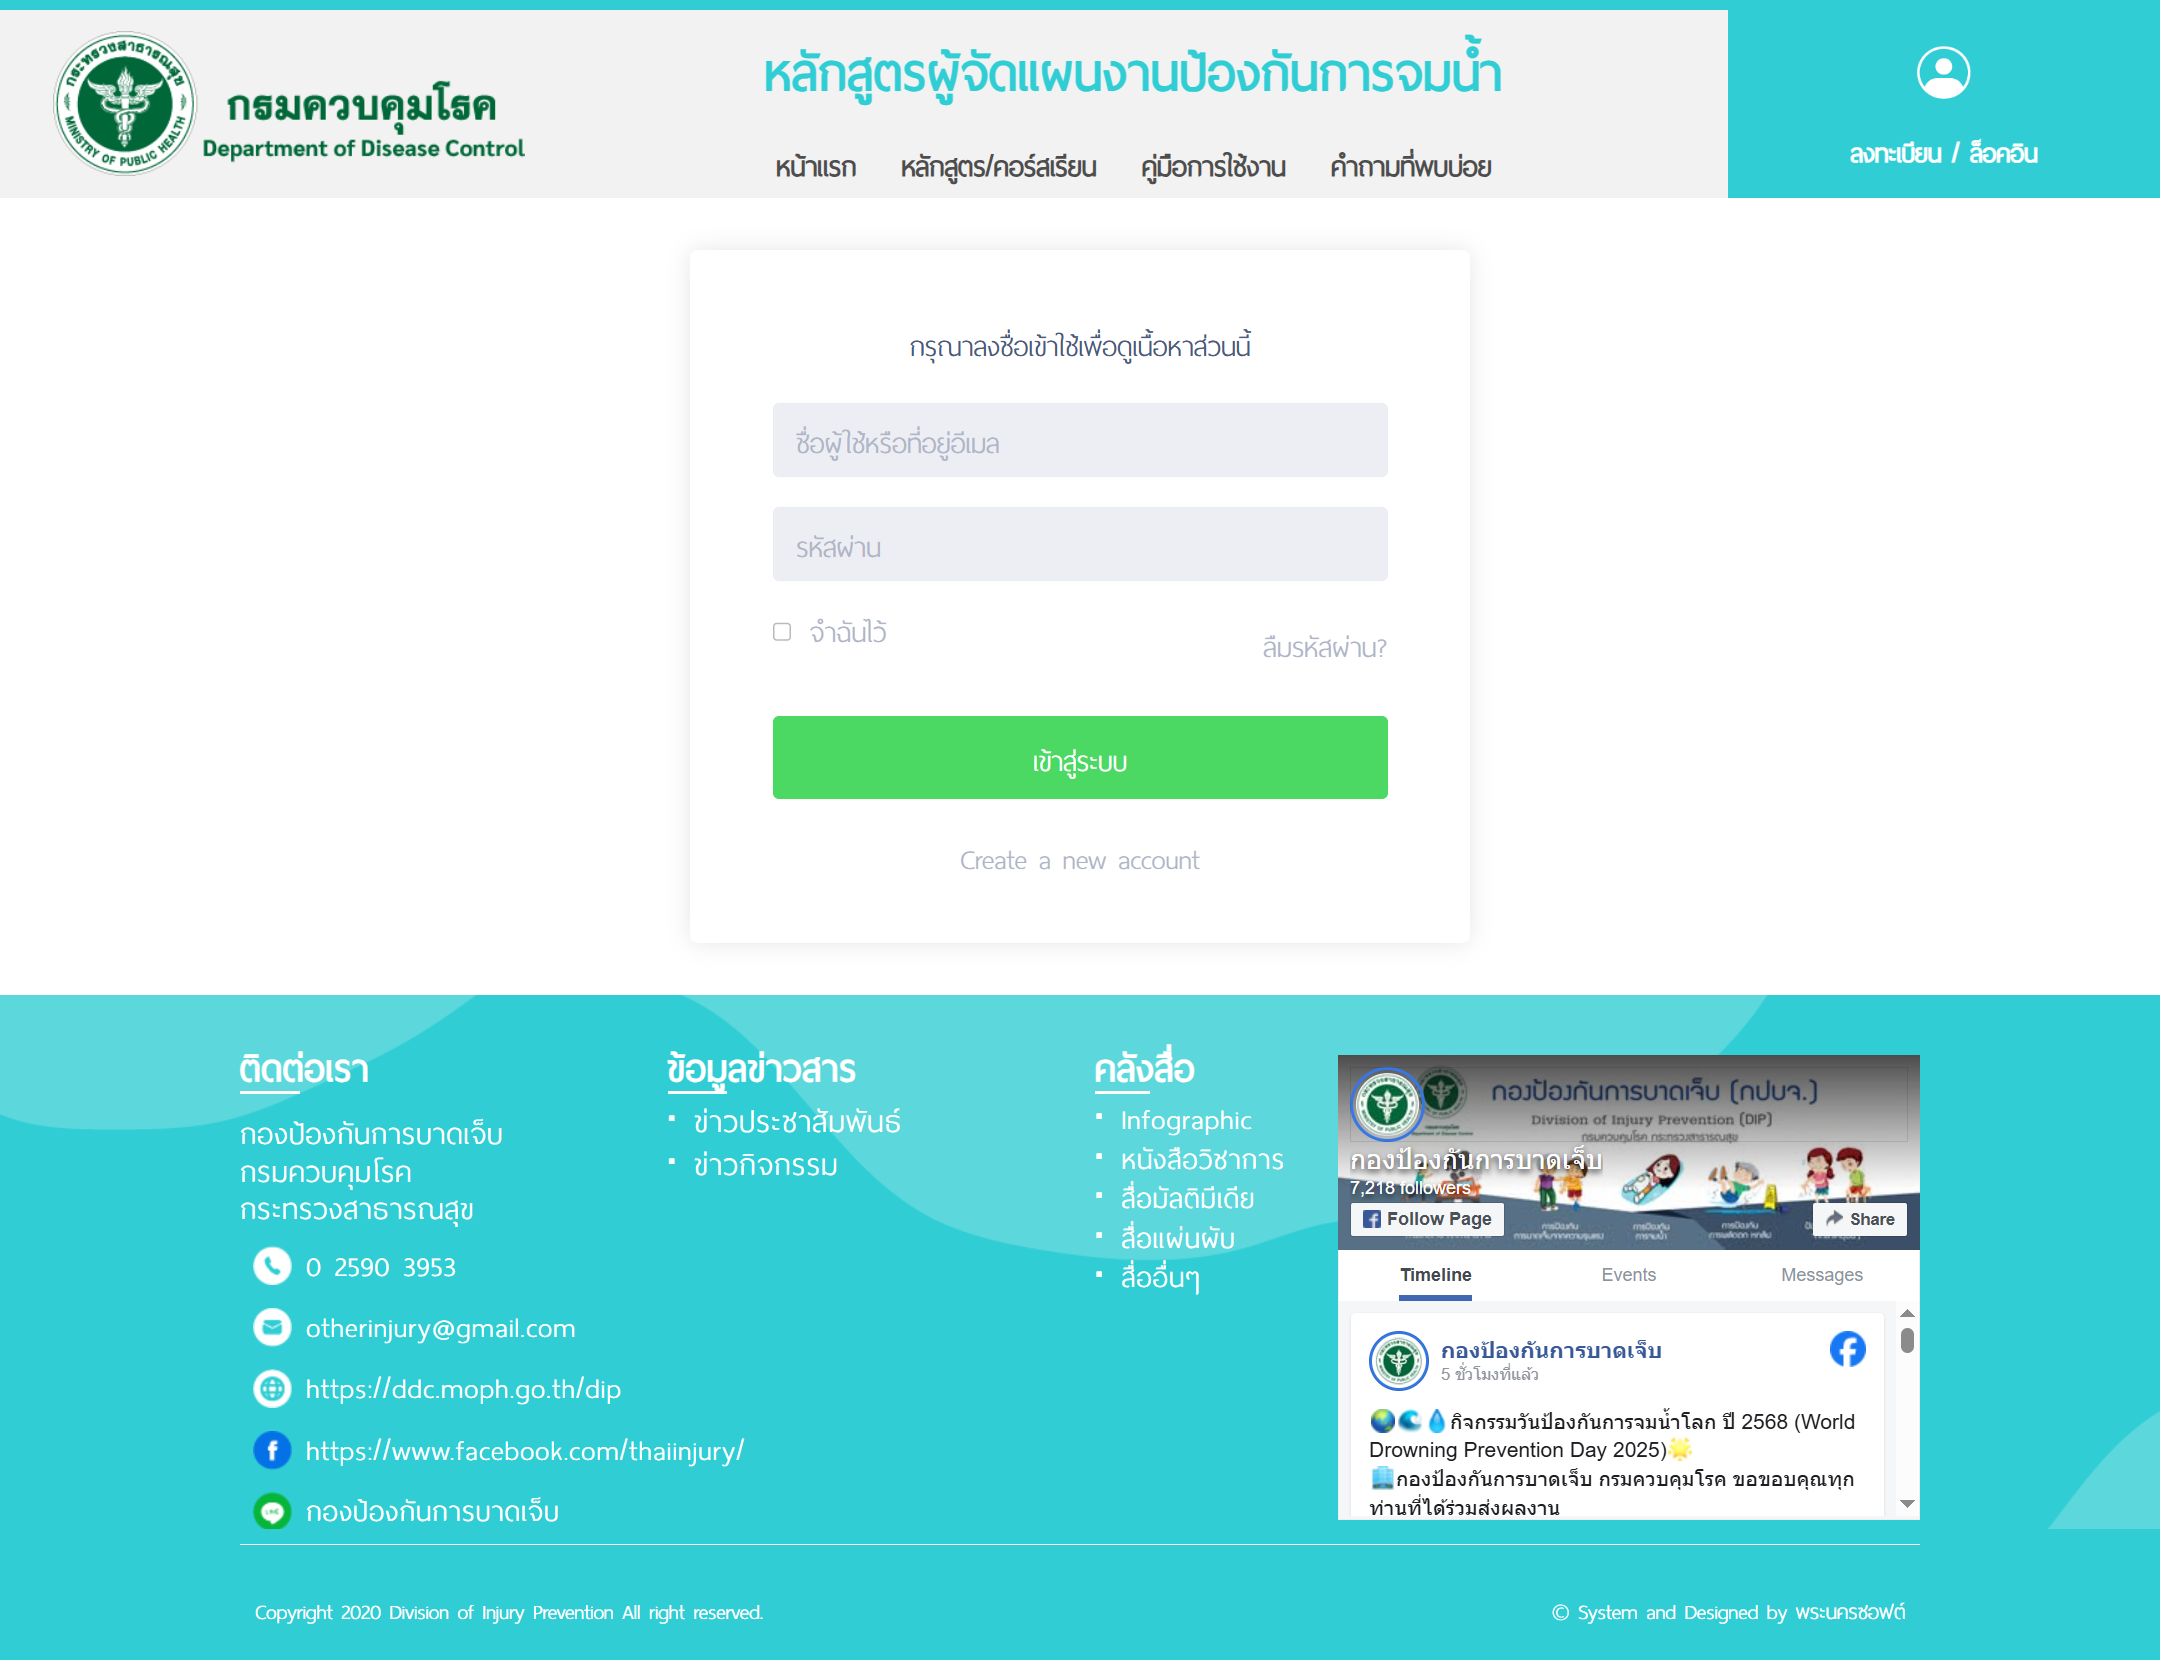 กระทรวงสาธารณสุข
MINISTRY OF PUBLIC HEALTH
กรมควบคุมโรค
Department of Disease Control
หลักสูตรผู้จัดแผนงานป้องกันการจมน้ำ
หน้าแรก หลักสูตร/คอร์สเรียน คู่มือการใช้งาน คำถามที่พบบ่อย
ลงทะเบียน / ล็อคอิน
กรุณาลงชื่อเข้าใช้เพื่อดูเนื้อหาส่วนนี้
ชื่อผู้ใช้หรือที่อยู่อีเมล
รหัสผ่าน
จำฉันไว้
ลืมรหัสผ่าน?
เข้าสู่ระบบ
Create a new account
ติดต่อเรา
กองป้องกันการบาดเจ็บ
กรมควบคุมโรค
กระทรวงสาธารณสุข
0 2590 3953
otherinjury@gmail.com
https://ddc.moph.go.th/dip
https://www.facebook.com/thaiinjury/
กองป้องกันการบาดเจ็บ
ข้อมูลข่าวสาร
ข่าวประชาสัมพันธ์
ข่าวกิจกรรม
คลังสื่อ
Infographic
หนังสือวิชาการ
สื่อมัลติมีเดีย
สื่อแผ่นผับ
สื่ออื่นๆ
กองป้องกันการบาดเจ็บ (กปบจ.)
Division of Injury Prevention (DIP)
กรมควบคุมโรค กระทรวงสาธารณสุข
กองป้องกันการบาดเจ็บ
7,218 followers
Follow Page
Share
Timeline Events Messages
กองป้องกันการบาดเจ็บ
5 ชั่วโมงที่แล้ว
🌏🌊💧กิจกรรมวันป้องกันการจมน้ำโลก ปี 2568 (World
Drowning Prevention Day 2025)🌟
🏢กองป้องกันการบาดเจ็บ กรมควบคุมโรค ขอขอบคุณทุก
ท่านที่ได้ร่วมส่งผลงาน
Copyright 2020 Division of Injury Prevention All right reserved.
© System and Designed by พระนครซอฟต์